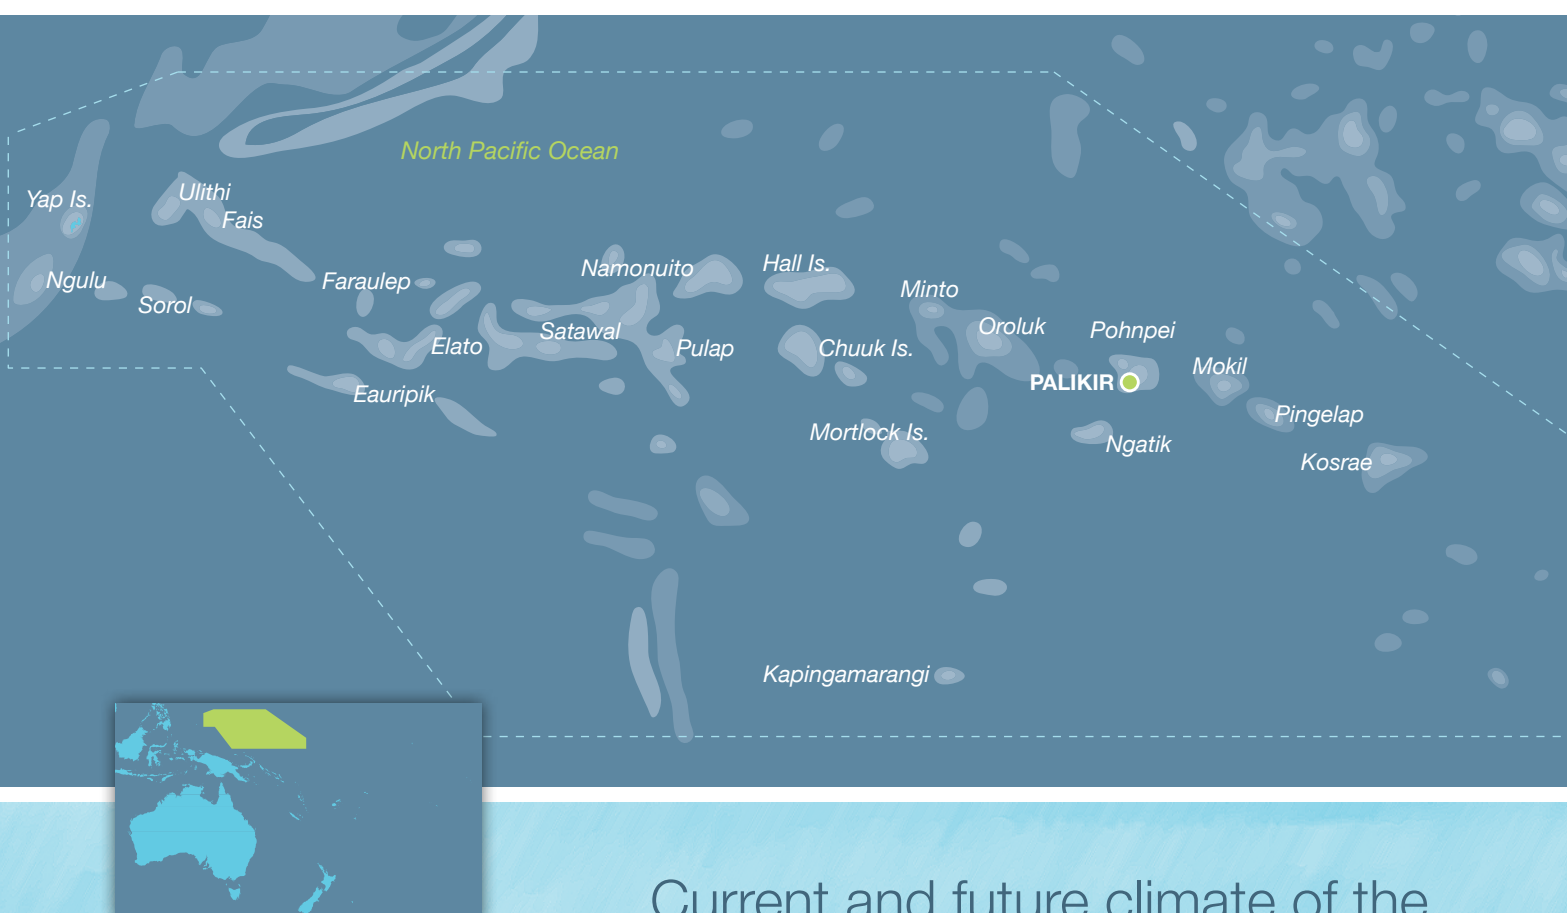 North Pacific Ocean
Yap Is.
Ulithi
Fais
Ngulu
Sorol
Faraulep
Namonuito
Hall Is.
Minto
Elato
Satawal
Pulap
Chuuk Is.
Oroluk
Pohnpei
PALIKIR
Mokil
Eauripik
Mortlock Is.
Ngatik
Pingelap
Kosrae
Kapingamarangi
Current and future climate of the